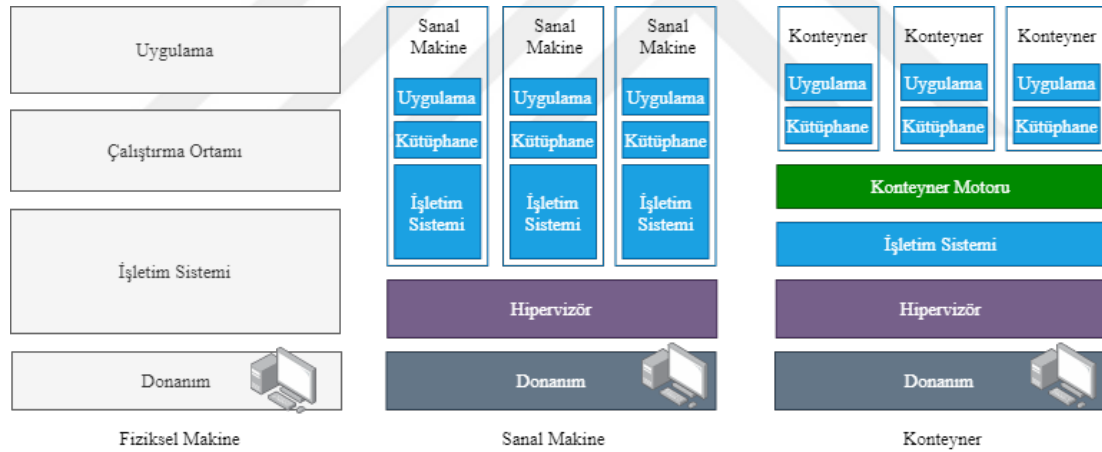 Uygulama
Çalıştırma Ortamı
İşletim Sistemi
Donanım
Fiziksel Makine
Sanal
Makine
Uygulama
Kütüphane
İşletim
Sistemi
Sanal
Makine
Uygulama
Kütüphane
İşletim
Sistemi
Sanal
Makine
Uygulama
Kütüphane
İşletim
Sistemi
Hipervizör
Donanım
Sanal Makine
Konteyner
Uygulama
Kütüphane
Konteyner
Uygulama
Kütüphane
Konteyner
Uygulama
Kütüphane
Konteyner Motoru
İşletim Sistemi
Hipervizör
Donanım
Konteyner